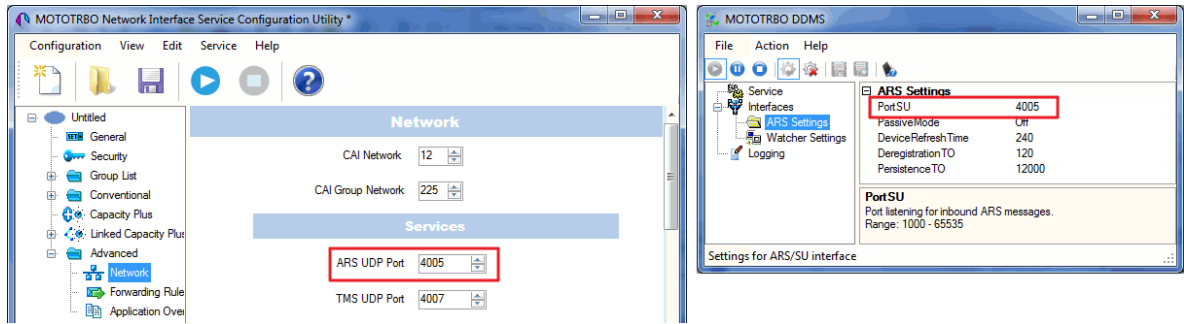 MOTOTRBO Network Interface Service Configuration Utility *
Configuration View Edit Service Help
Untitled
General
Security
Group List
Conventional
Capacity Plus
Linked Capacity Plus
Advanced
Network
Forwarding Rule
Application Over
Network
CAI Network 12
CAI Group Network 225
Services
ARS UDP Port 4005
TMS UDP Port 4007
MOTOTRBO DDMS
File Action Help
Service
Interfaces
ARS Settings
Watcher Settings
Logging
ARS Settings
PortSU 4005
PassiveMode Off
DeviceRefreshTime 240
DeregistrationTO 120
PersistenceTO 12000
PortSU
Port listening for inbound ARS messages.
Range: 1000 - 65535
Settings for ARS/SU interface